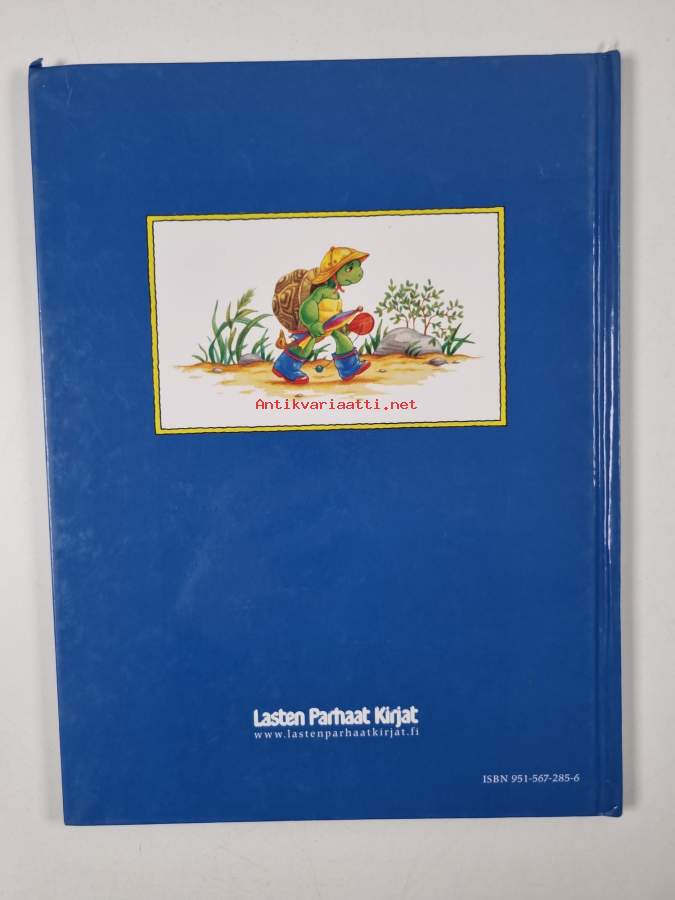 Antikvariaatti.net
Lasten Parhaat Kirjat
www.lastenparhaatkirjat.fi
ISBN 951-567-285-6